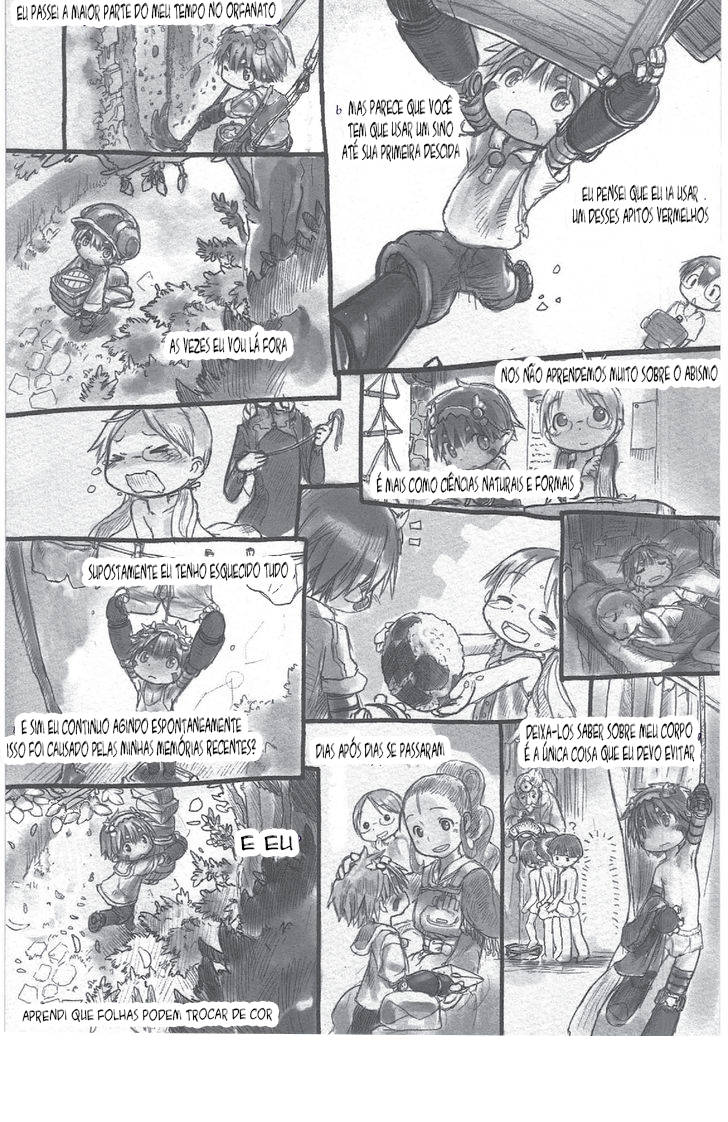 EU PASSEI A MAIOR PARTE DO MEU TEMPO NO ORFANATO
MAS PARECE QUE VOCÊ
TEM QUE USAR UM SINO
ATÉ SUA PRIMEIRA DESCIDA
EU PENSEI QUE EU IA USAR
UM DESSES APITOS VERMELHOS
AS VEZES EU VOU LÁ FORA
NOS NÃO APRENDEMOS MUITO SOBRE O ABISMO
É MAIS COMO CIÊNCIAS NATURAIS E FORMAIS
SUPOSTAMENTE EU TENHO ESQUECIDO TUDO
E SIM EU CONTINUO AGINDO ESPONTANEAMENTE
ISSO FOI CAUSADO PELAS MINHAS MEMÓRIAS RECENTES?
DIAS APÓS DIAS SE PASSARAM
DEIXA-LOS SABER SOBRE MEU CORPO
É A ÚNICA COISA QUE EU DEVO EVITAR
E EU
APRENDI QUE FOLHAS PODEM TROCAR DE COR